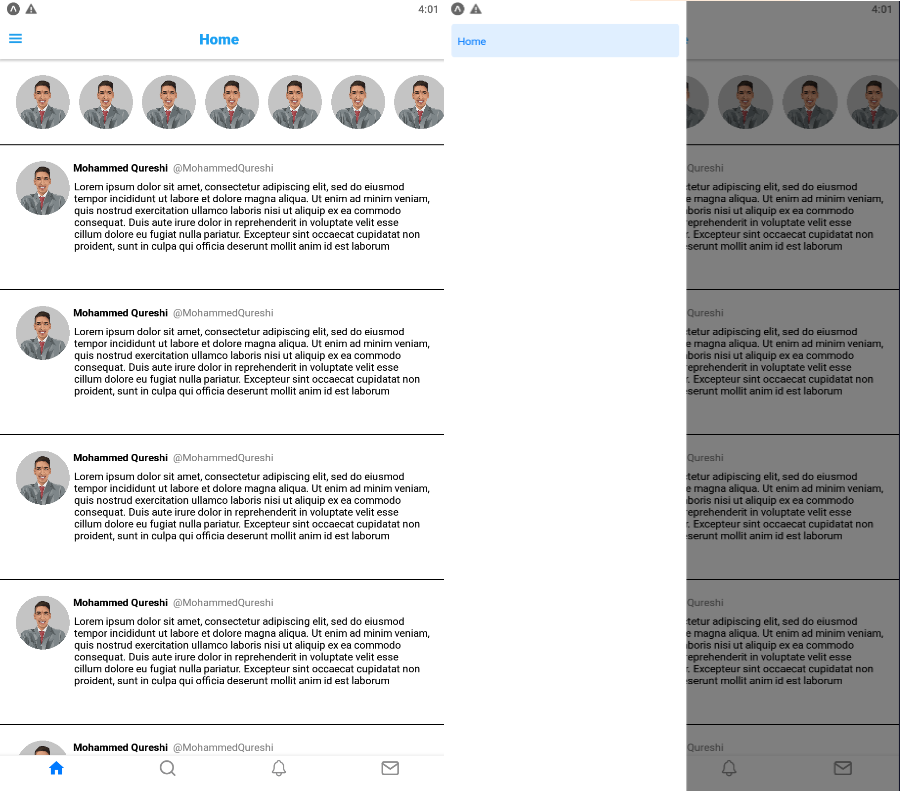 4:01
Home
Mohammed Qureshi @MohammedQureshi
Lorem ipsum dolor sit amet, consectetur adipiscing elit, sed do eiusmod
tempor incididunt ut labore et dolore magna aliqua. Ut enim ad minim veniam,
quis nostrud exercitation ullamco laboris nisi ut aliquip ex ea commodo
consequat. Duis aute irure dolor in reprehenderit in voluptate velit esse
cillum dolore eu fugiat nulla pariatur. Excepteur sint occaecat cupidatat non
proident, sunt in culpa qui officia deserunt mollit anim id est laborum
Mohammed Qureshi @MohammedQureshi
Lorem ipsum dolor sit amet, consectetur adipiscing elit, sed do eiusmod
tempor incididunt ut labore et dolore magna aliqua. Ut enim ad minim veniam,
quis nostrud exercitation ullamco laboris nisi ut aliquip ex ea commodo
consequat. Duis aute irure dolor in reprehenderit in voluptate velit esse
cillum dolore eu fugiat nulla pariatur. Excepteur sint occaecat cupidatat non
proident, sunt in culpa qui officia deserunt mollit anim id est laborum
Mohammed Qureshi @MohammedQureshi
Lorem ipsum dolor sit amet, consectetur adipiscing elit, sed do eiusmod
tempor incididunt ut labore et dolore magna aliqua. Ut enim ad minim veniam,
quis nostrud exercitation ullamco laboris nisi ut aliquip ex ea commodo
consequat. Duis aute irure dolor in reprehenderit in voluptate velit esse
cillum dolore eu fugiat nulla pariatur. Excepteur sint occaecat cupidatat non
proident, sunt in culpa qui officia deserunt mollit anim id est laborum
Mohammed Qureshi @MohammedQureshi
Lorem ipsum dolor sit amet, consectetur adipiscing elit, sed do eiusmod
tempor incididunt ut labore et dolore magna aliqua. Ut enim ad minim veniam,
quis nostrud exercitation ullamco laboris nisi ut aliquip ex ea commodo
consequat. Duis aute irure dolor in reprehenderit in voluptate velit esse
cillum dolore eu fugiat nulla pariatur. Excepteur sint occaecat cupidatat non
proident, sunt in culpa qui officia deserunt mollit anim id est laborum
Mohammed Qureshi @MohammedQureshi
4:01
Home
Qureshi
tetur adipiscing elit, sed do eiusmod
e magna aliqua. Ut enim ad minim veniam,
laboris nisi ut aliquip ex ea commodo
eprehenderit in voluptate velit esse
r. Excepteur sint occaecat cupidatat non
eserunt mollit anim id est laborum
Qureshi
tetur adipiscing elit, sed do eiusmod
e magna aliqua. Ut enim ad minim veniam,
laboris nisi ut aliquip ex ea commodo
eprehenderit in voluptate velit esse
r. Excepteur sint occaecat cupidatat non
eserunt mollit anim id est laborum
Qureshi
tetur adipiscing elit, sed do eiusmod
e magna aliqua. Ut enim ad minim veniam,
laboris nisi ut aliquip ex ea commodo
eprehenderit in voluptate velit esse
r. Excepteur sint occaecat cupidatat non
eserunt mollit anim id est laborum
Qureshi
tetur adipiscing elit, sed do eiusmod
e magna aliqua. Ut enim ad minim veniam,
laboris nisi ut aliquip ex ea commodo
eprehenderit in voluptate velit esse
r. Excepteur sint occaecat cupidatat non
eserunt mollit anim id est laborum
Qureshi